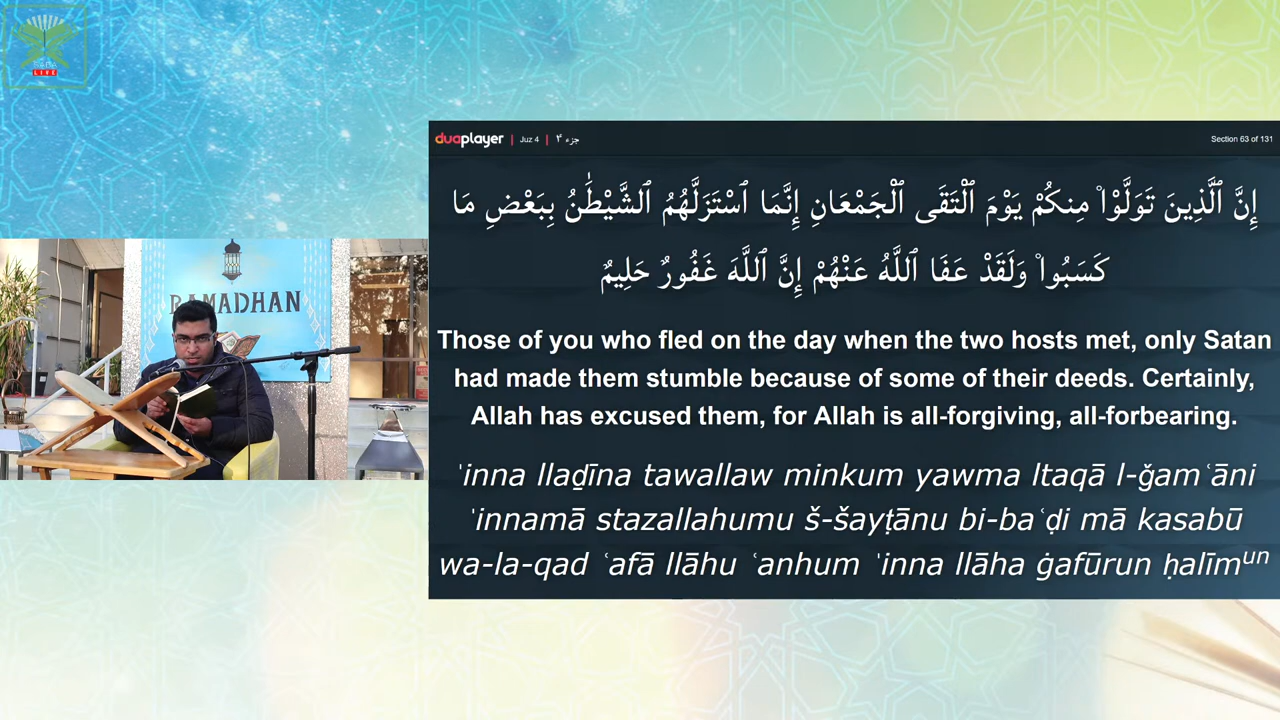 LIVE
RAMADHAN
duaplayer | Juz 4 | جزء ۴
Section 63 of 131
إِنَّ ٱلَّذِينَ تَوَلَّوْا۟ مِنكُمْ يَوْمَ ٱلْتَقَى ٱلْجَمْعَانِ إِنَّمَا ٱسْتَزَلَّهُمُ ٱلشَّيْطَٰنُ بِبَعْضِ مَا
كَسَبُوا۟ وَلَقَدْ عَفَا ٱللَّهُ عَنْهُمْ إِنَّ ٱللَّهَ غَفُورٌ حَلِيمٌ
Those of you who fled on the day when the two hosts met, only Satan
had made them stumble because of some of their deeds. Certainly,
Allah has excused them, for Allah is all-forgiving, all-forbearing.
ʾinna llaḏīna tawallaw minkum yawma ltaqā l-ǧamʿāni
ʾinnamā stazallahumu š-šayṭānu bi-baʿḍi mā kasabū
wa-la-qad ʿafā llāhu ʿanhum ʾinna llāha ġafūrun ḥalīmᵘⁿ